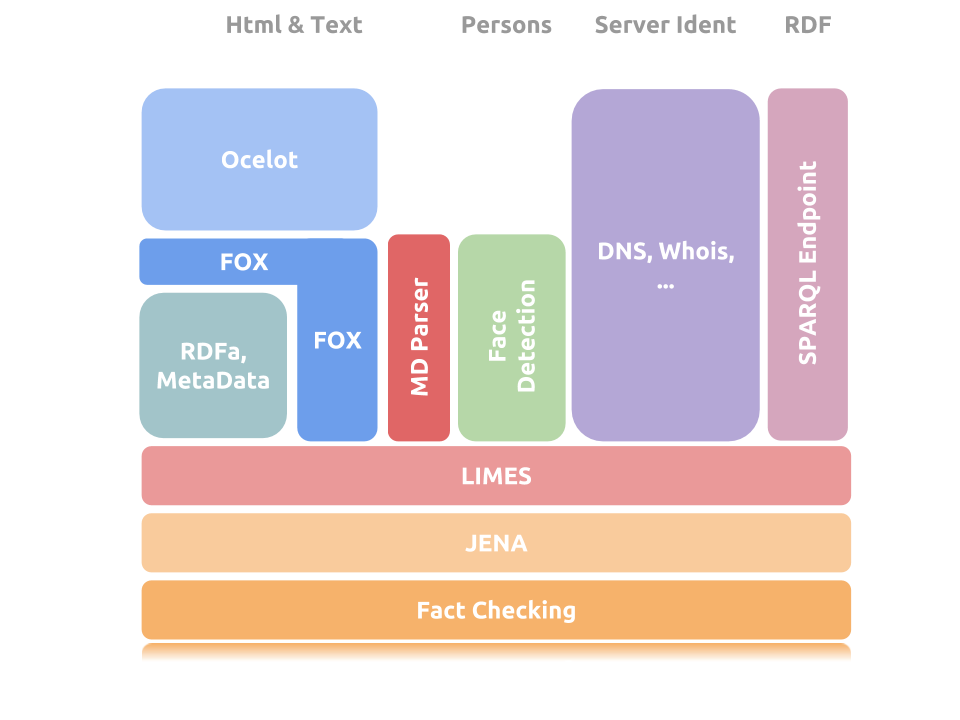 Html & Text
Persons
Server Ident
RDF
Ocelot
FOX
FOX
RDFa,
MetaData
MD Parser
Face
Detection
DNS, Whois,
...
SPARQL Endpoint
LIMES
JENA
Fact Checking